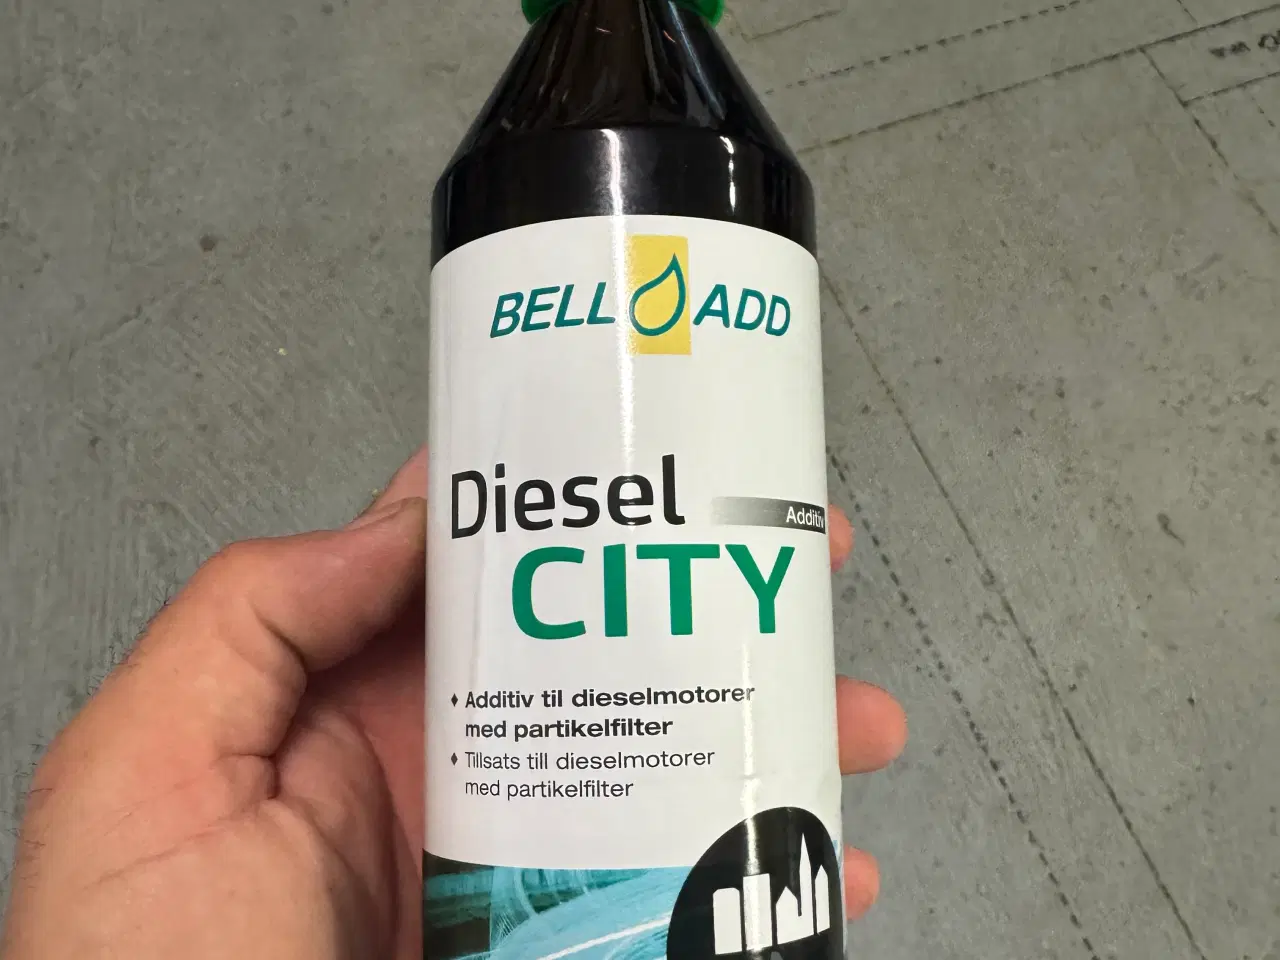 BELL ADD
Diesel
Additiv
CITY
Additiv til dieselmotorer
med partikelfilter
Tillsats till dieselmotorer
med partikelfilter